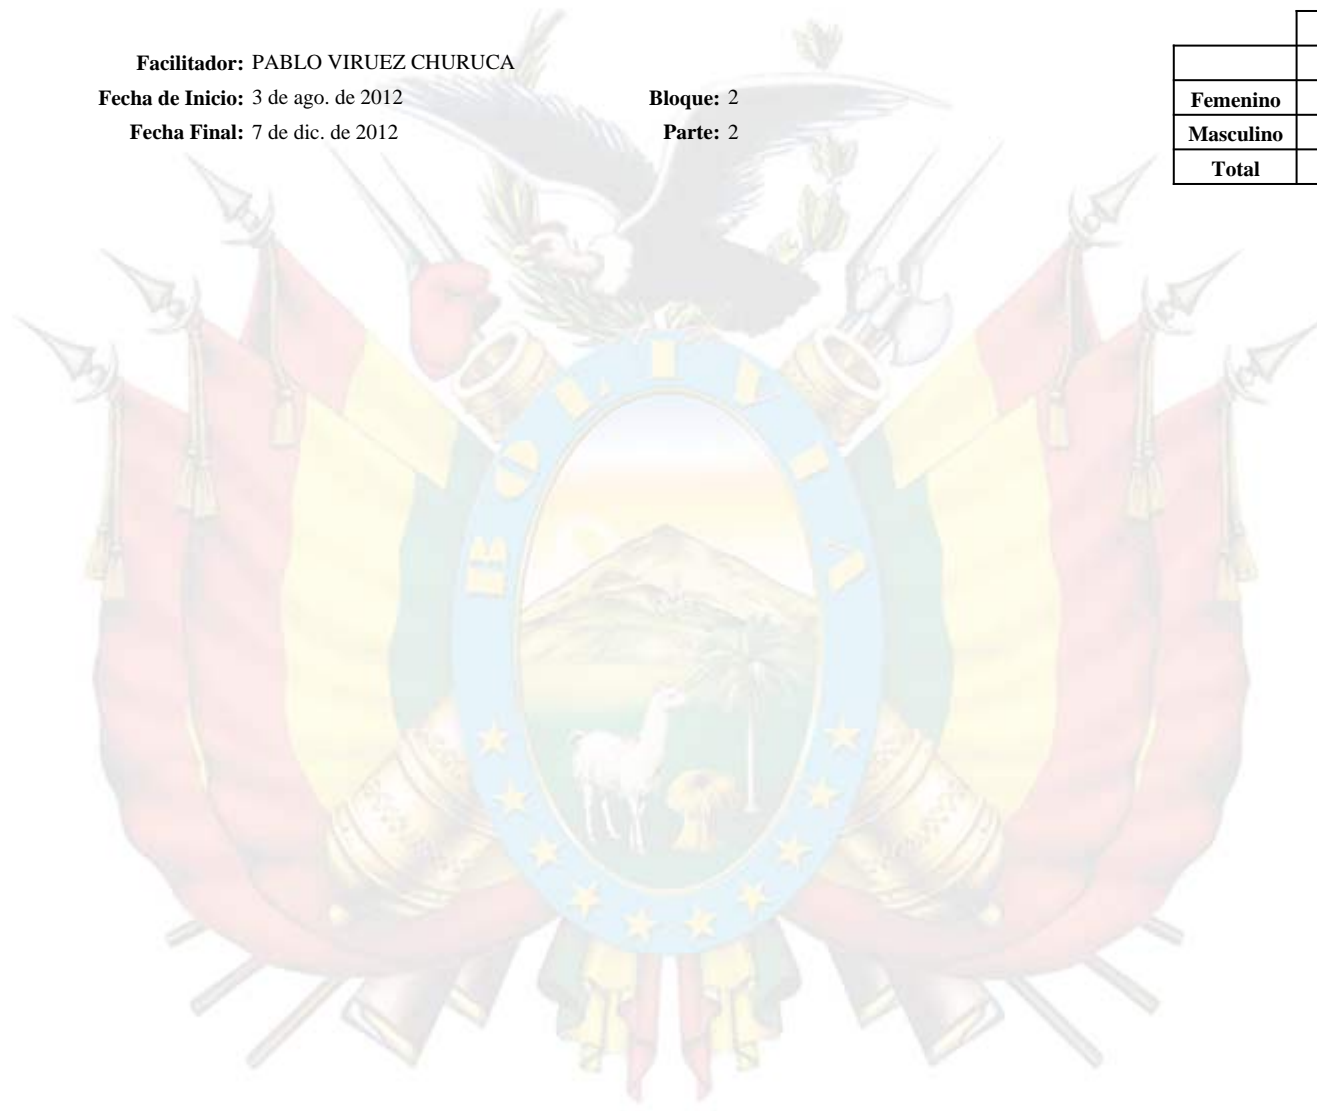 Facilitador: PABLO VIRUEZ CHURUCA
Fecha de Inicio: 3 de ago. de 2012 Bloque: 2
Fecha Final: 7 de dic. de 2012 Parte: 2
Femenino
Masculino
Total
BOLIVIA